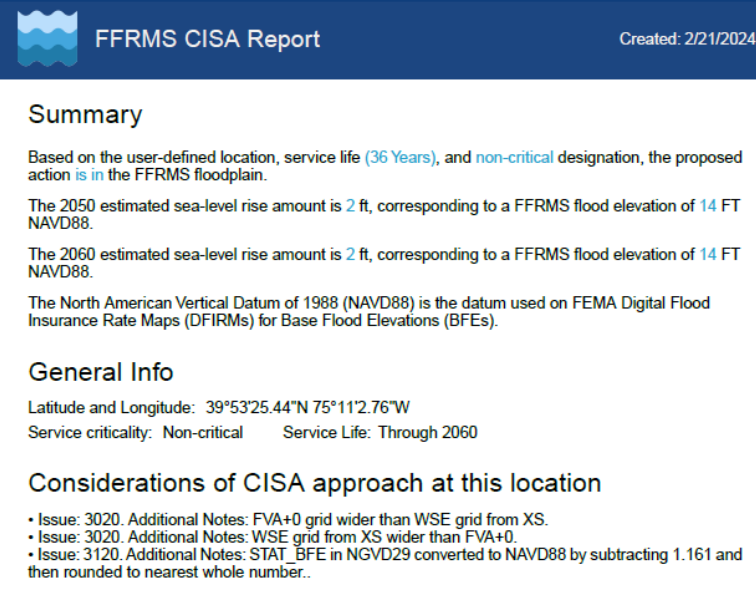 FFRMS CISA Report
Created: 2/21/2024
Summary
Based on the user-defined location, service life (36 Years), and non-critical designation, the proposed
action is in the FFRMS floodplain.
The 2050 estimated sea-level rise amount is 2 ft, corresponding to a FFRMS flood elevation of 14 FT
NAVD88.
The 2060 estimated sea-level rise amount is 2 ft, corresponding to a FFRMS flood elevation of 14 FT
NAVD88.
The North American Vertical Datum of 1988 (NAVD88) is the datum used on FEMA Digital Flood
Insurance Rate Maps (DFIRMs) for Base Flood Elevations (BFEs).
General Info
Latitude and Longitude: 39°53'25.44"N 75°11'2.76"W
Service criticality: Non-critical Service Life: Through 2060
Considerations of CISA approach at this location
• Issue: 3020. Additional Notes: FVA+0 grid wider than WSE grid from XS.
• Issue: 3020. Additional Notes: WSE grid from XS wider than FVA+0.
• Issue: 3120. Additional Notes: STAT_BFE in NGVD29 converted to NAVD88 by subtracting 1.161 and
then rounded to nearest whole number..